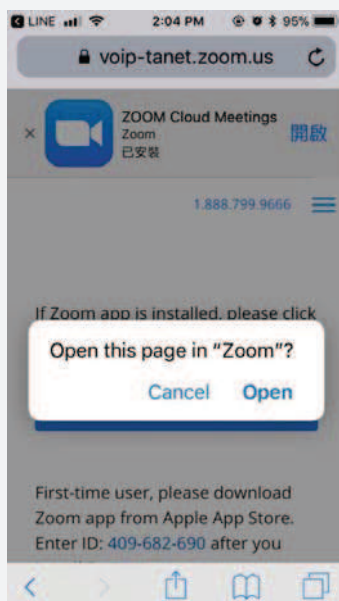 LINE 2:04 PM 95%
voip-tanet.zoom.us
ZOOM Cloud Meetings
Zoom
已安裝
開啟
1.888.799.9666
If Zoom app is installed, please click
Open this page in "Zoom"?
Cancel Open
First-time user, please download
Zoom app from Apple App Store.
Enter ID: 409-682-690 after you